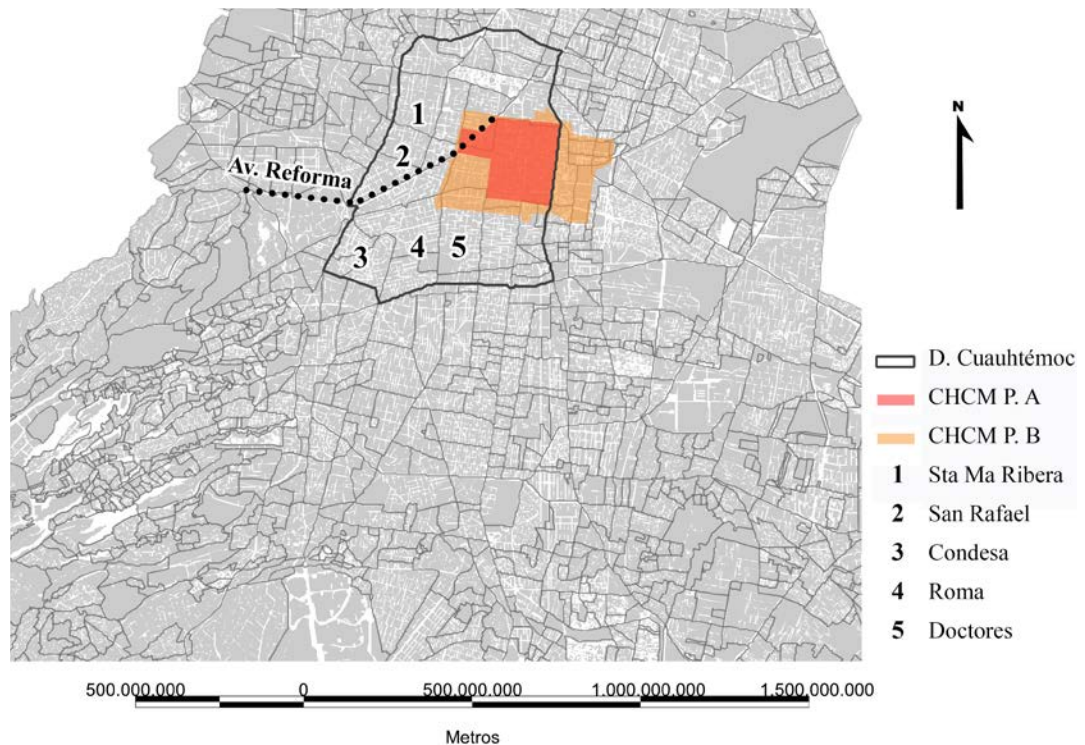 N
1
2
Av. Reforma
3
4
5
D. Cuauhtémoc
CHCM P. A
CHCM P. B
1 Sta Ma Ribera
2 San Rafael
3 Condesa
4 Roma
5 Doctores
500.000.000 0 500.000.000 1.000.000.000 1.500.000.000
Metros